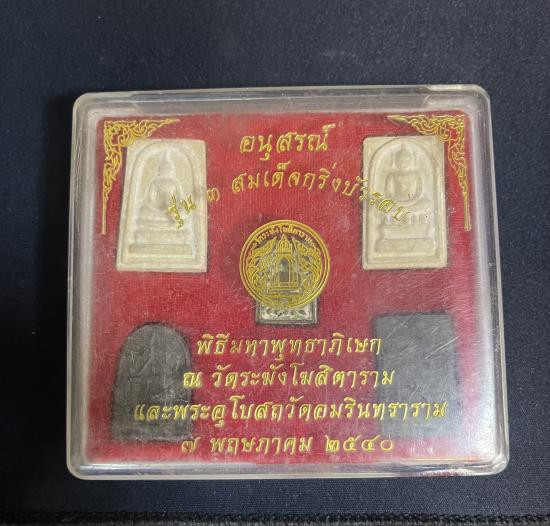 อนุสรณ์
รุ่น ๓ สมเด็จกริ่งบัวรอบ
พิธีมหาพุทธาภิเษก
ณ วัดระฆังโฆสิตาราม
และพระอุโบสถวัดอมรินทราราม
๗ พฤษภาคม ๒๕๔๐